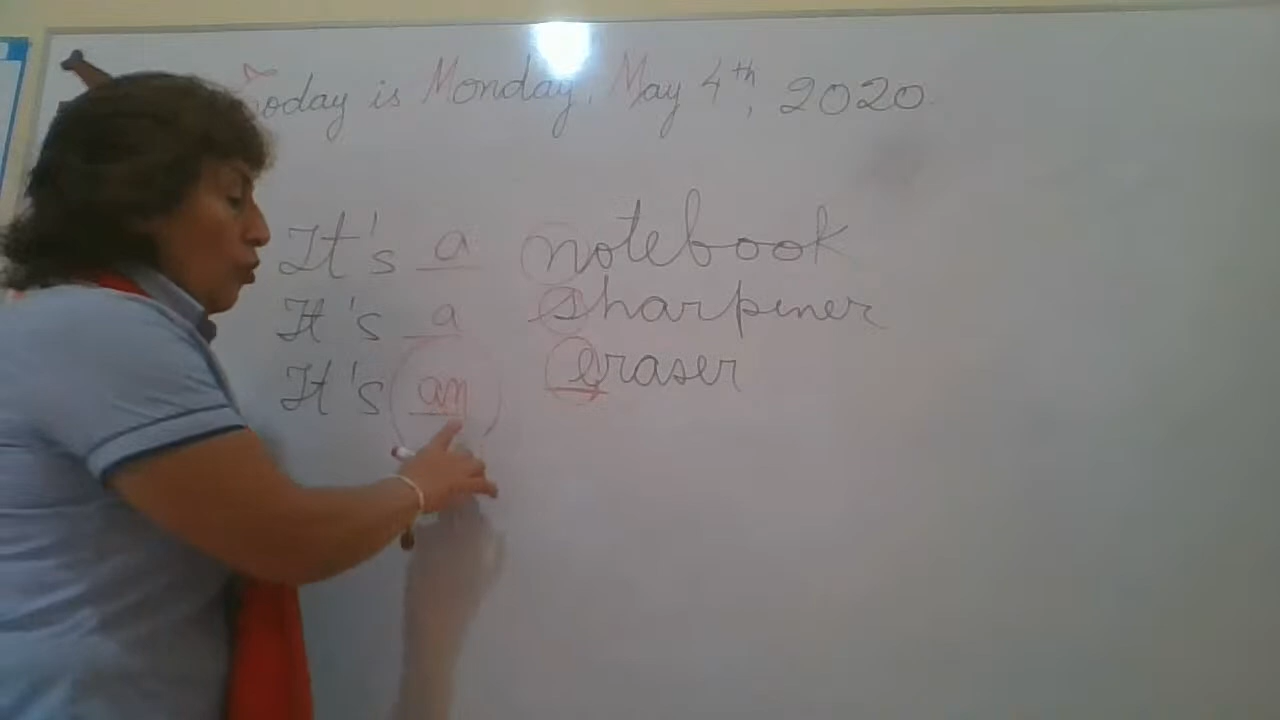 Today is Monday, May 4th, 2020.
It's a notebook
It's a sharpener
It's an eraser